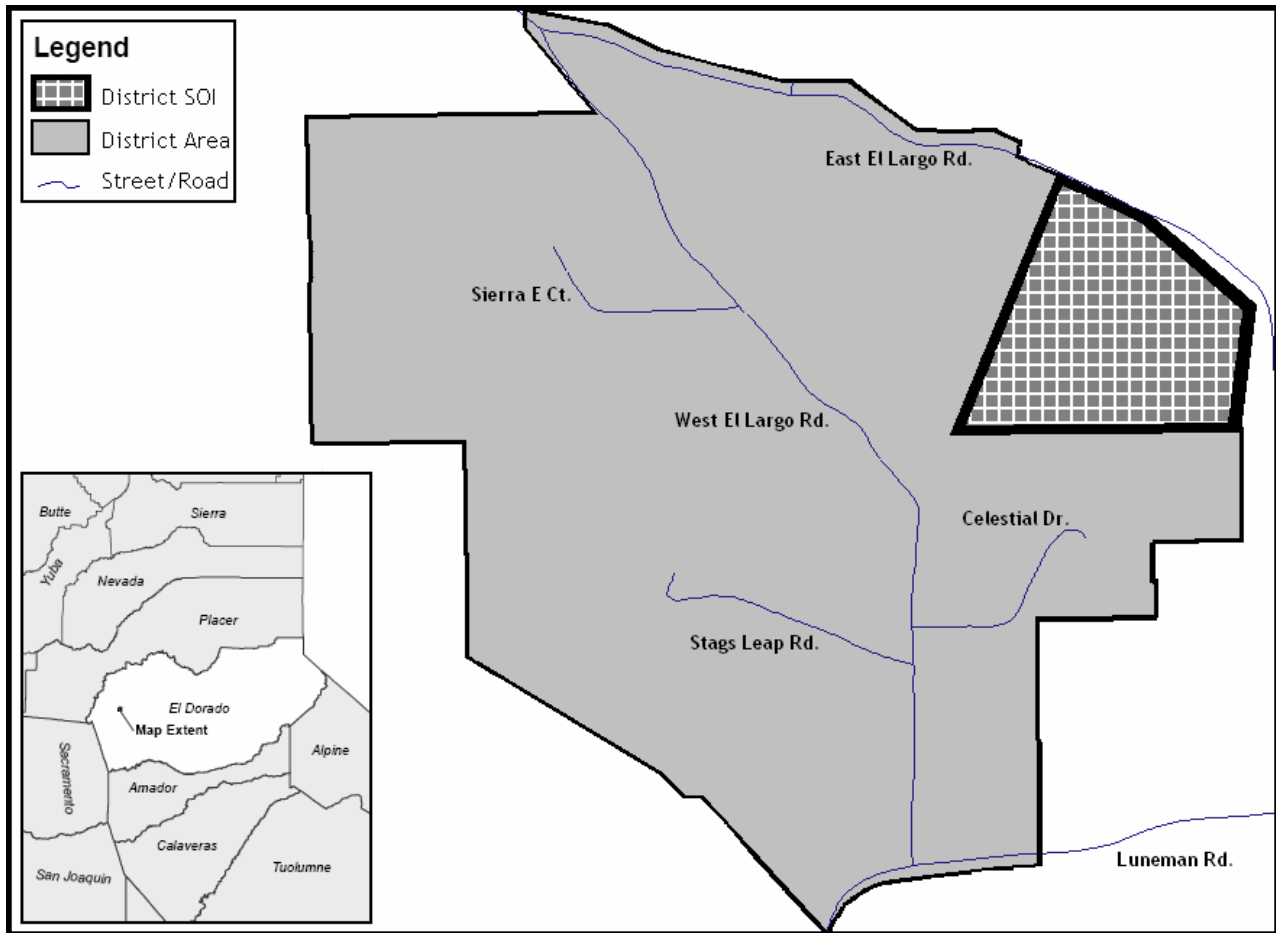 Legend
District SOI
District Area
Street/Road
East El Largo Rd.
Sierra E Ct.
West El Largo Rd.
Celestial Dr.
Stags Leap Rd.
Luneman Rd.
Butte
Sierra
Yuba
Nevada
Placer
El Dorado
Map Extent
Sacramento
Alpine
Amador
Calaveras
Tuolumne
San Joaquin